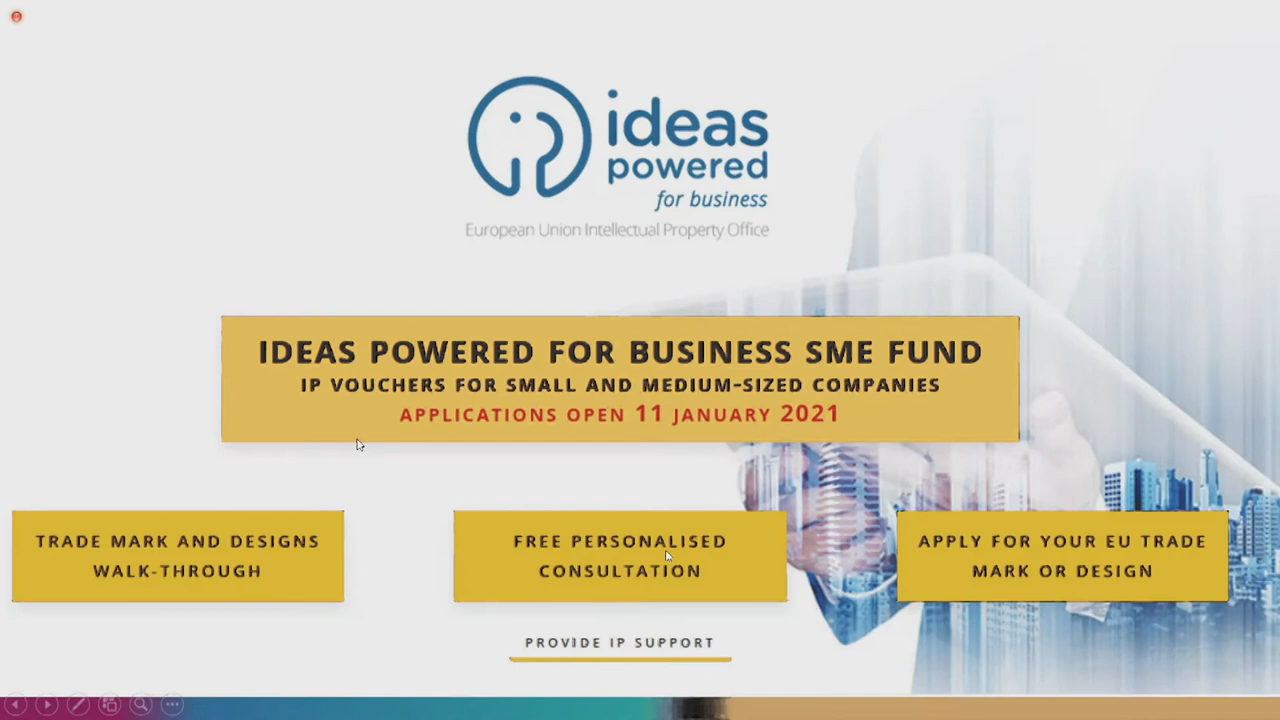 ideas
powered
for business
European Union Intellectual Property Office
IDEAS POWERED FOR BUSINESS SME FUND
IP VOUCHERS FOR SMALL AND MEDIUM-SIZED COMPANIES
APPLICATIONS OPEN 11 JANUARY 2021
TRADE MARK AND DESIGNS
WALK-THROUGH
FREE PERSONALISED
CONSULTATION
APPLY FOR YOUR EU TRADE
MARK OR DESIGN
PROVIDE IP SUPPORT